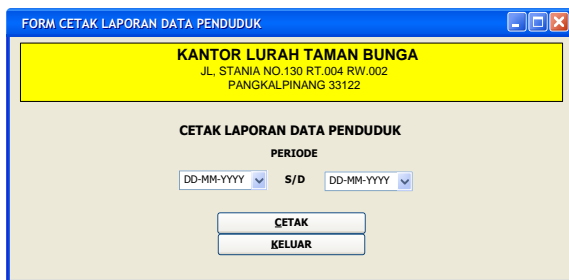 FORM CETAK LAPORAN DATA PENDUDUK
KANTOR LURAH TAMAN BUNGA
JL, STANIA NO.130 RT.004 RW.002
PANGKALPINANG 33122
CETAK LAPORAN DATA PENDUDUK
PERIODE
DD-MM-YYYY S/D DD-MM-YYYY
CETAK
KELUAR